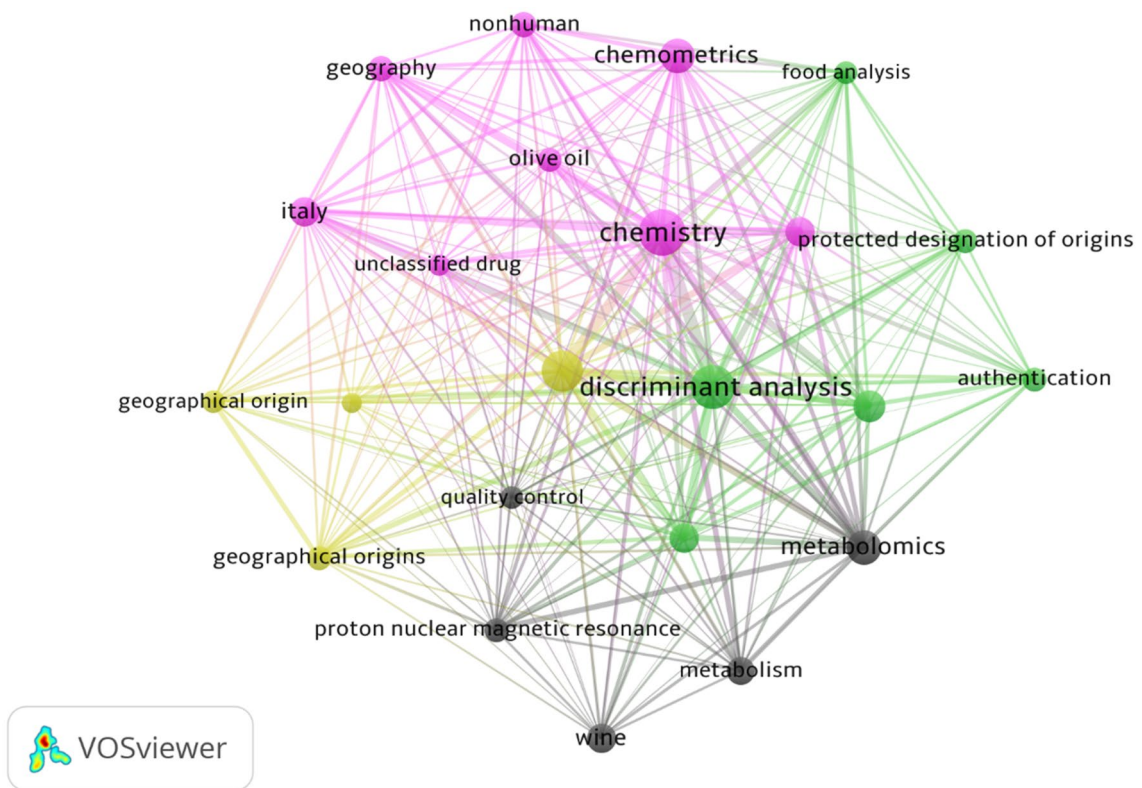 nonhuman
chemometrics
geography
food analysis
olive oil
italy
chemistry
protected designation of origins
unclassified drug
discriminant analysis
authentication
geographical origin
quality control
metabolomics
geographical origins
proton nuclear magnetic resonance
metabolism
wine
VOSviewer